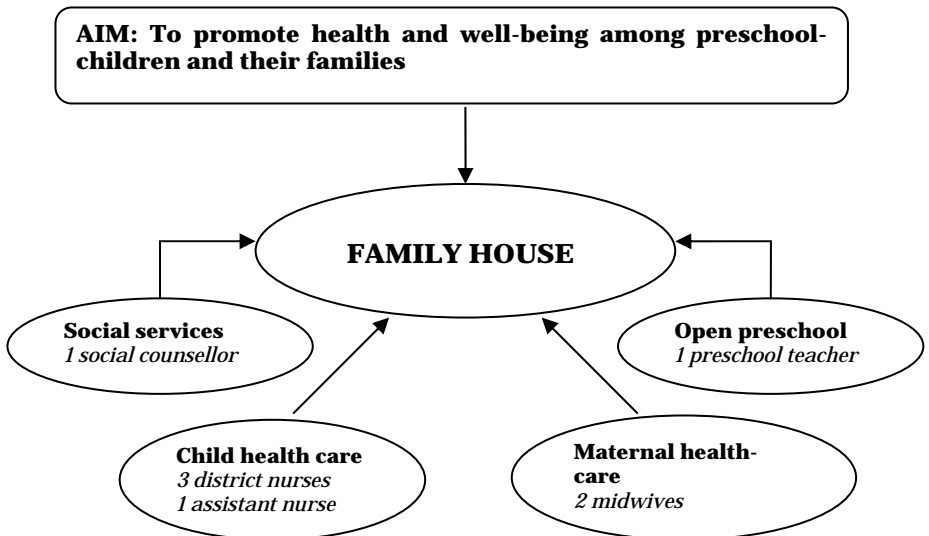 AIM: To promote health and well-being among preschool-
children and their families
FAMILY HOUSE
Social services
1 social counsellor
Open preschool
1 preschool teacher
Child health care
3 district nurses
1 assistant nurse
Maternal health-
care
2 midwives